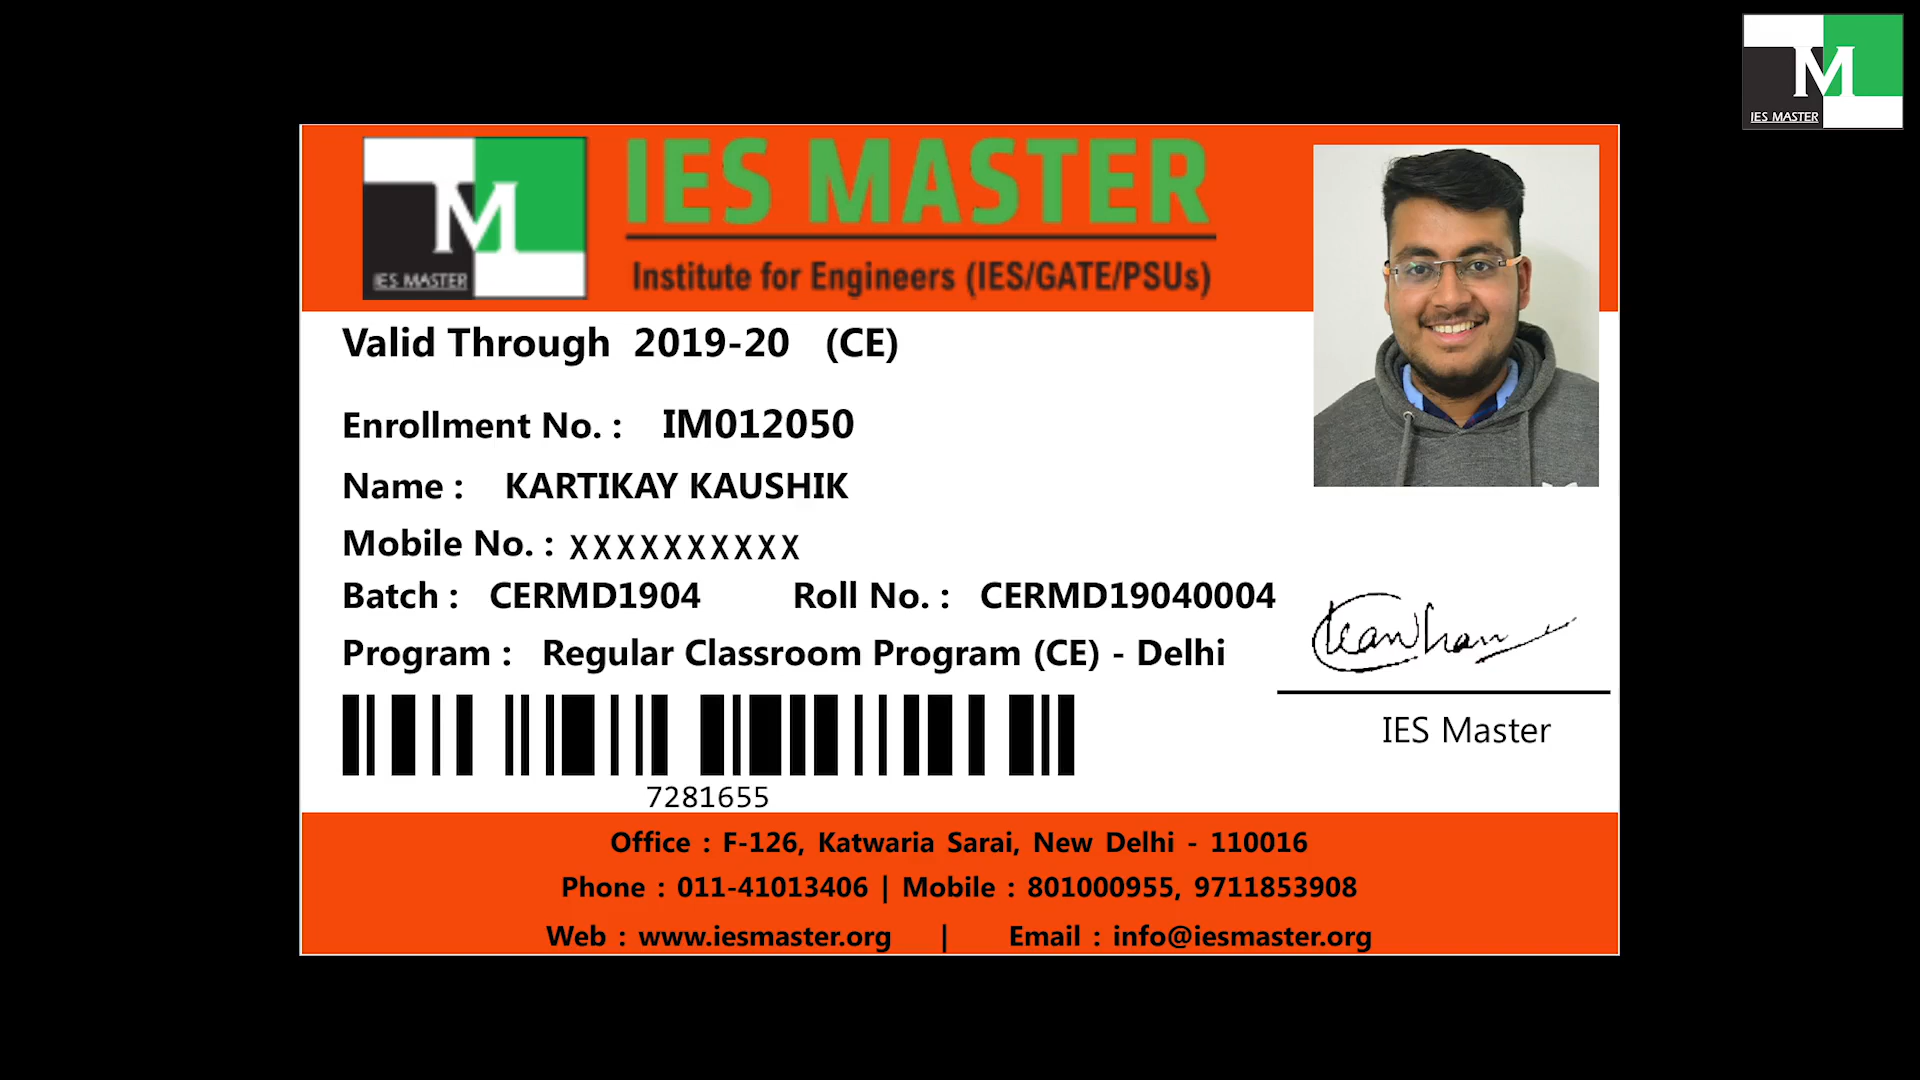 M
IES MASTER
M
IES MASTER
IES MASTER
Institute for Engineers (IES/GATE/PSUs)
Valid Through 2019-20 (CE)
Enrollment No. : IM012050
Name : KARTIKAY KAUSHIK
Mobile No. : XXXXXXXXXX
Batch : CERMD1904 Roll No. : CERMD19040004
Program : Regular Classroom Program (CE) - Delhi
IES Master
7281655
Office : F-126, Katwaria Sarai, New Delhi - 110016
Phone : 011-41013406 | Mobile : 801000955, 9711853908
Web : www.iesmaster.org | Email : info@iesmaster.org